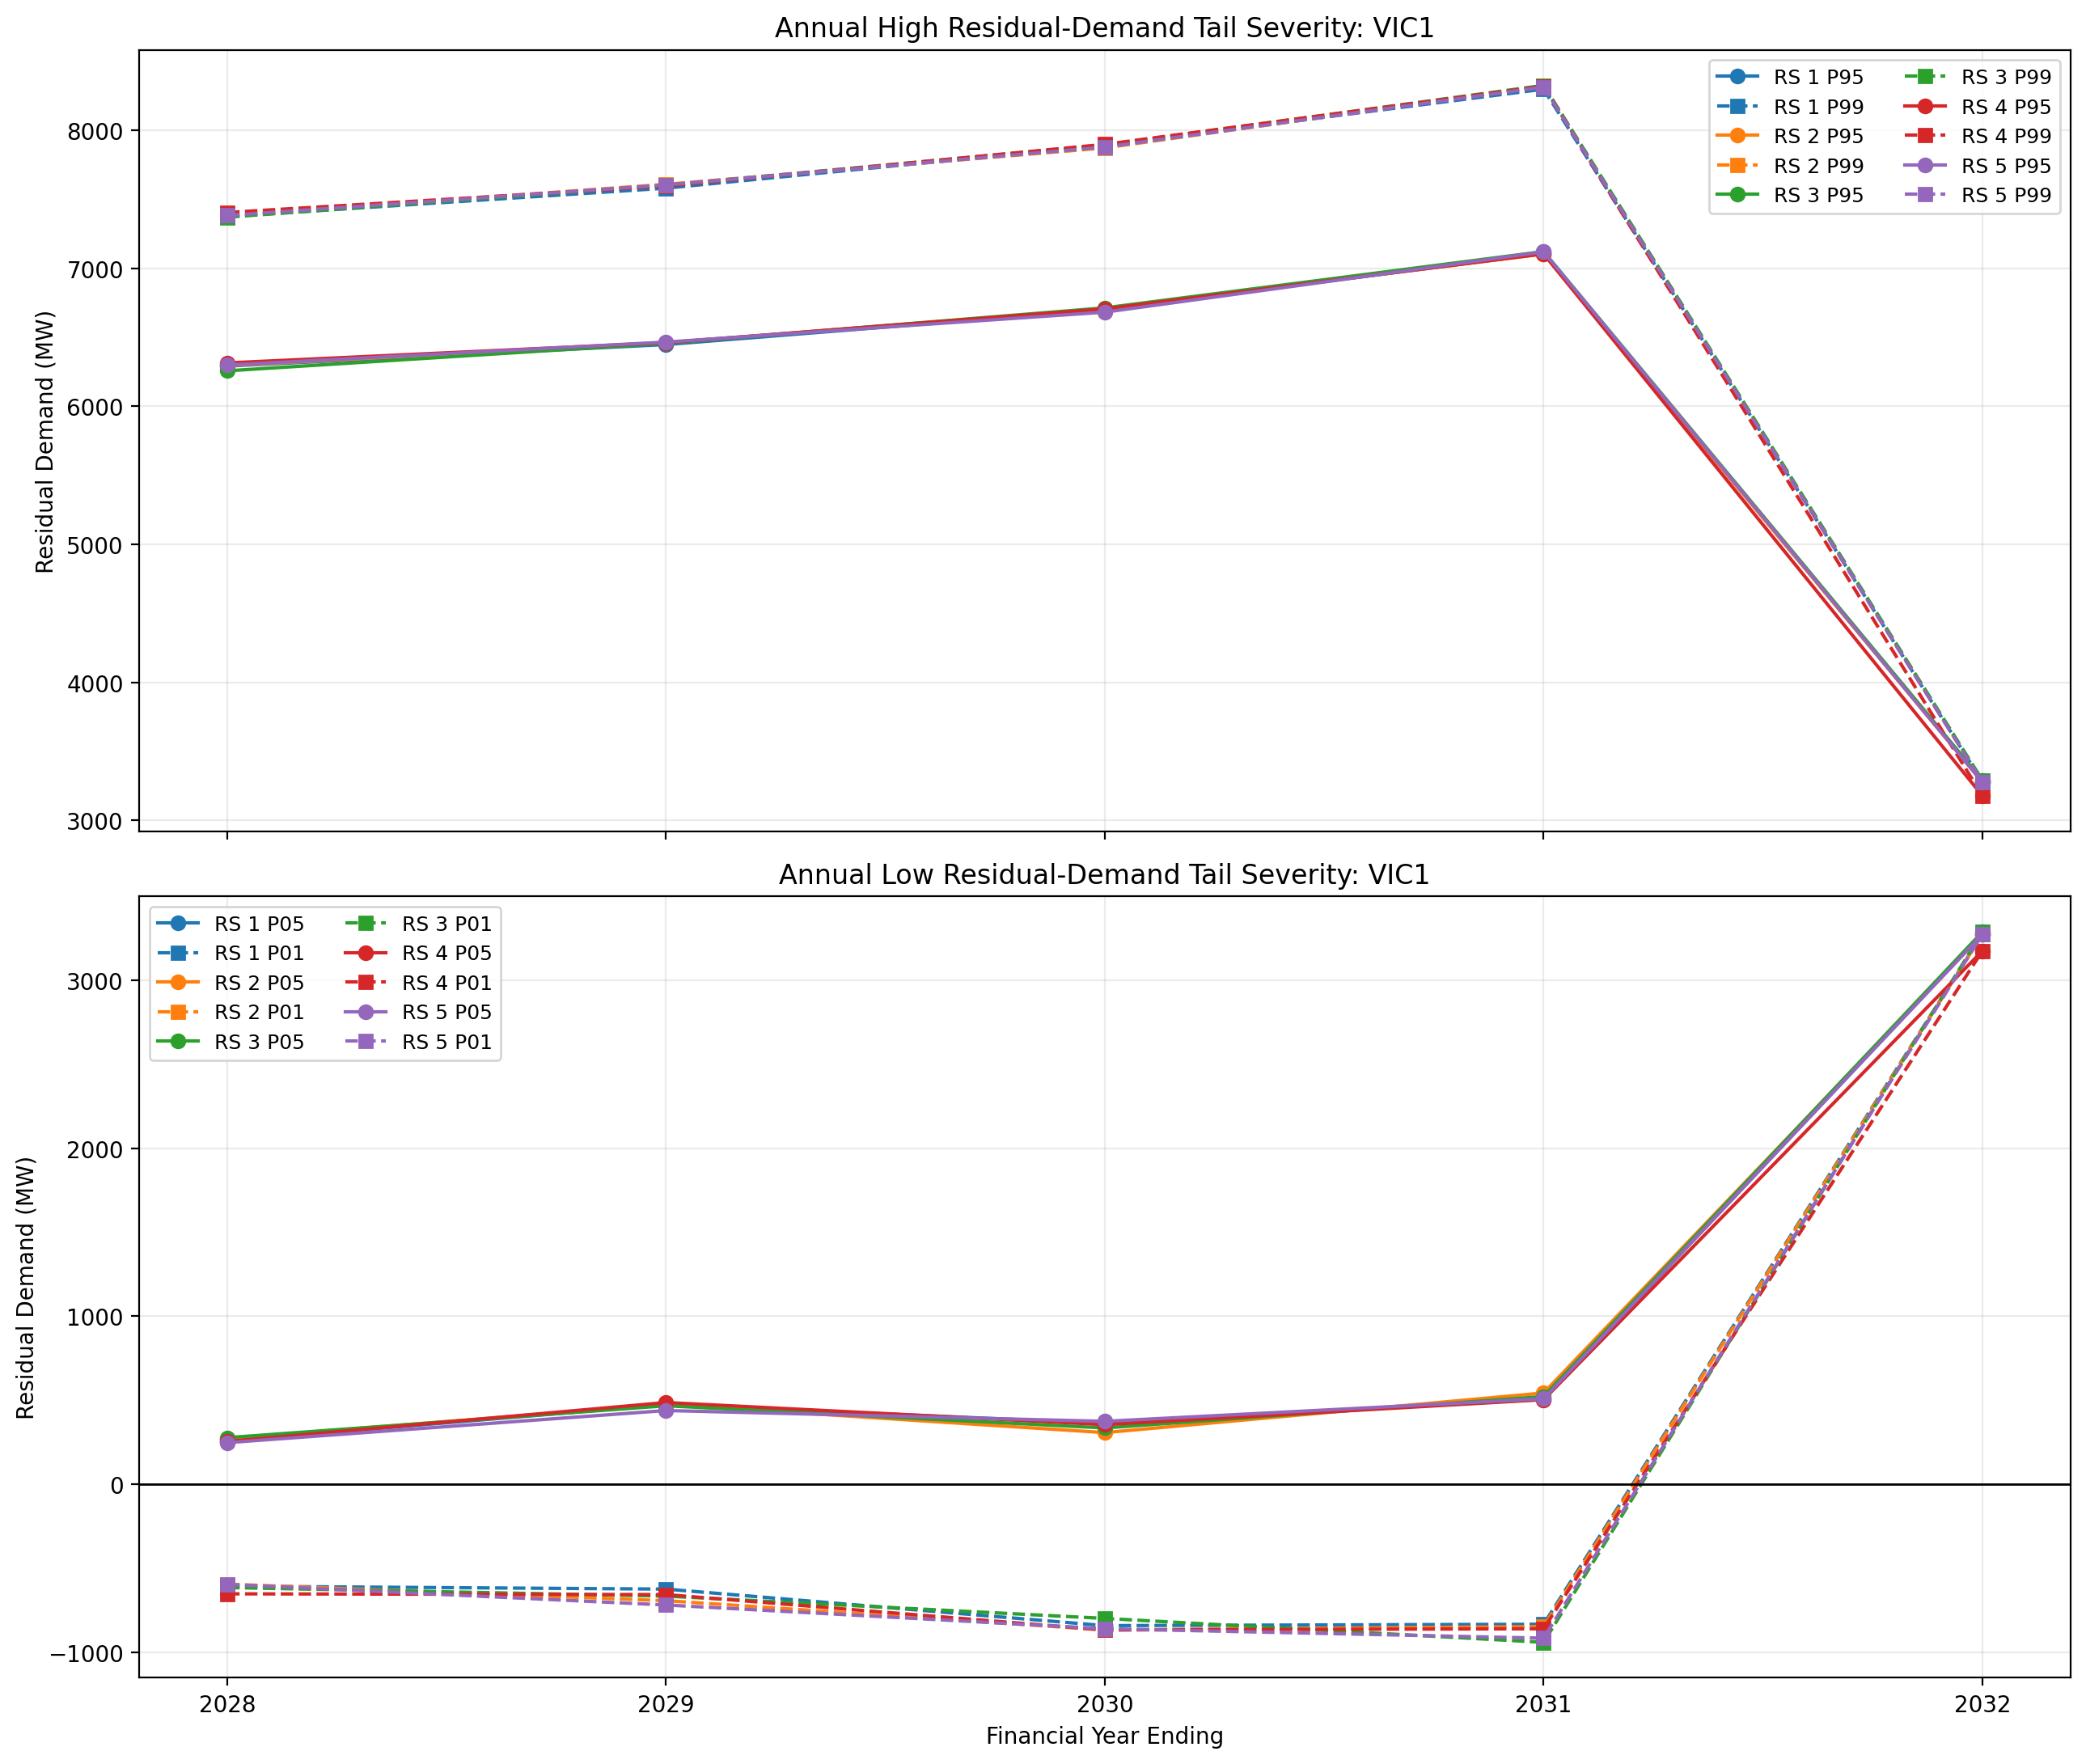 Annual High Residual-Demand Tail Severity: VIC1
Residual Demand (MW)
8000
7000
6000
5000
4000
3000
RS 1 P95
RS 1 P99
RS 2 P95
RS 2 P99
RS 3 P95
RS 3 P99
RS 4 P95
RS 4 P99
RS 5 P95
RS 5 P99
Annual Low Residual-Demand Tail Severity: VIC1
Residual Demand (MW)
3000
2000
1000
0
−1000
RS 1 P05
RS 1 P01
RS 2 P05
RS 2 P01
RS 3 P05
RS 3 P01
RS 4 P05
RS 4 P01
RS 5 P05
RS 5 P01
2028
2029
2030
2031
2032
Financial Year Ending